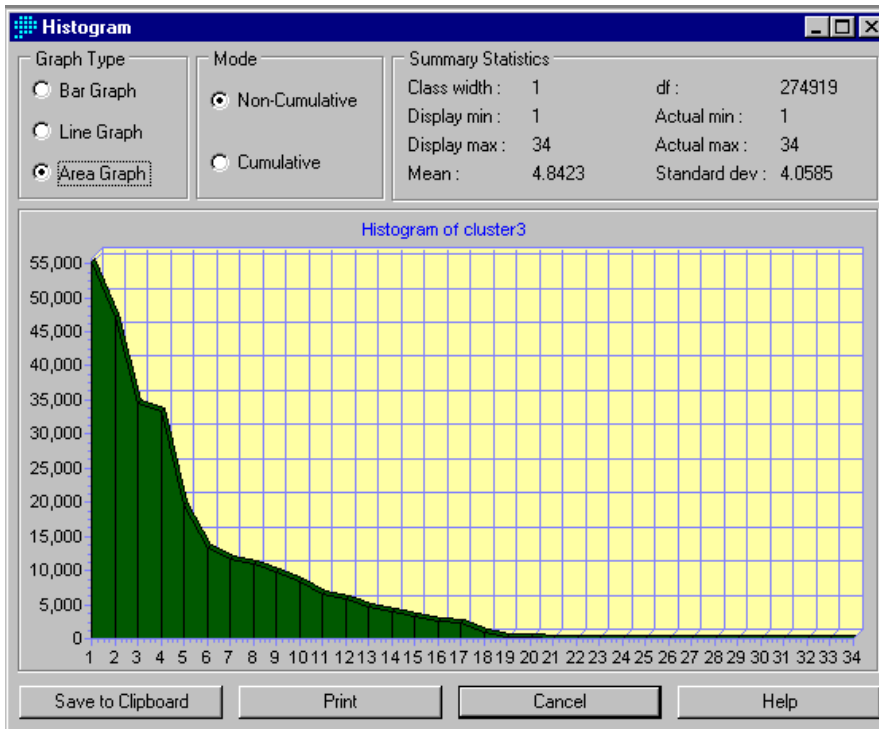 Histogram
Graph Type
Bar Graph
Line Graph
Area Graph
Mode
Non-Cumulative
Cumulative
Summary Statistics
Class width : 1 df : 274919
Display min : 1 Actual min : 1
Display max : 34 Actual max : 34
Mean : 4.8423 Standard dev : 4.0585
Histogram of cluster3
55,000
50,000
45,000
40,000
35,000
30,000
25,000
20,000
15,000
10,000
5,000
0
1 2 3 4 5 6 7 8 9 10 11 12 13 14 15 16 17 18 19 20 21 22 23 24 25 26 27 28 29 30 31 32 33 34
Save to Clipboard Print Cancel Help